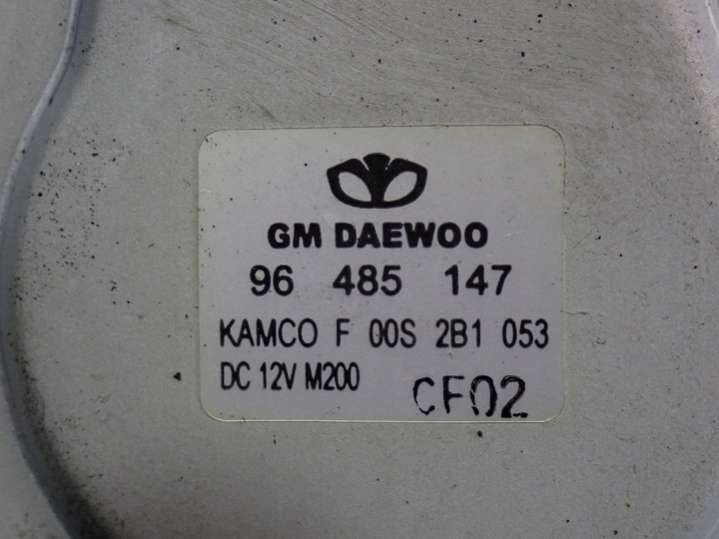 GM DAEWOO
96 485 147
KAMCO F 00S 2B1 053
DC 12V M200 CF02